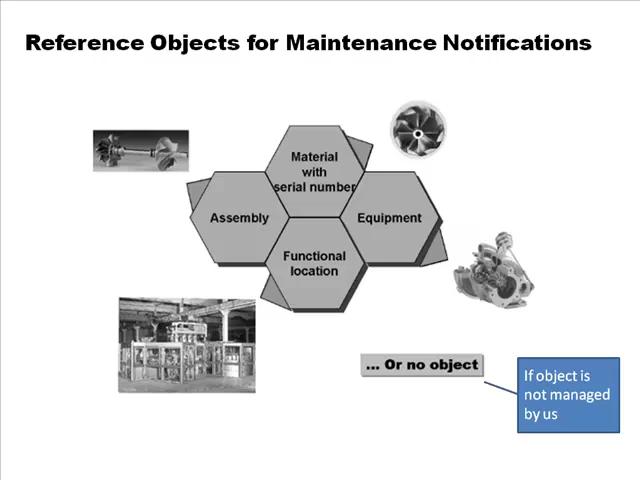 Reference Objects for Maintenance Notifications
Material
with
serial number
Assembly
Equipment
Functional
location
... Or no object
If object is
not managed
by us